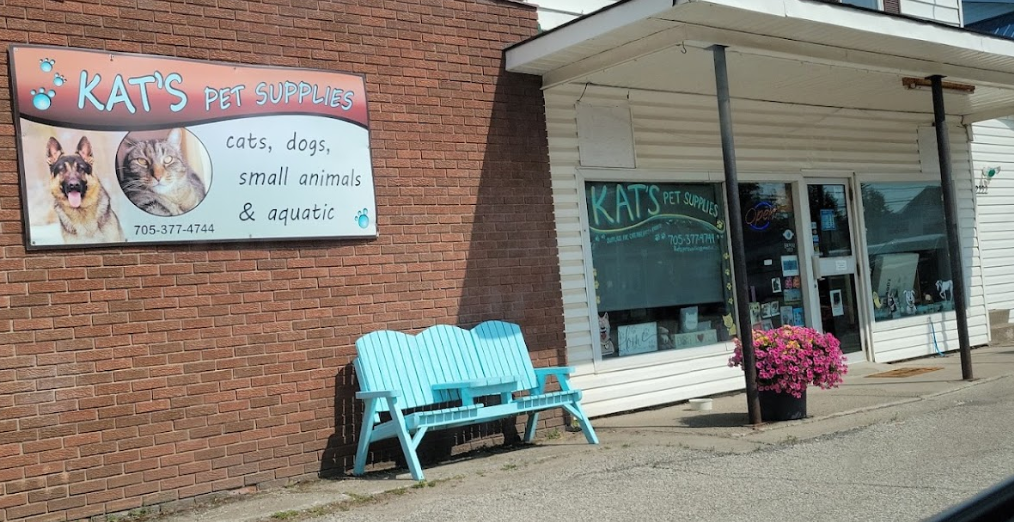 KAT'S PET SUPPLIES
cats, dogs,
small animals
& aquatic
705-377-4744
KAT'S PET SUPPLIES
705-377-4744
Open